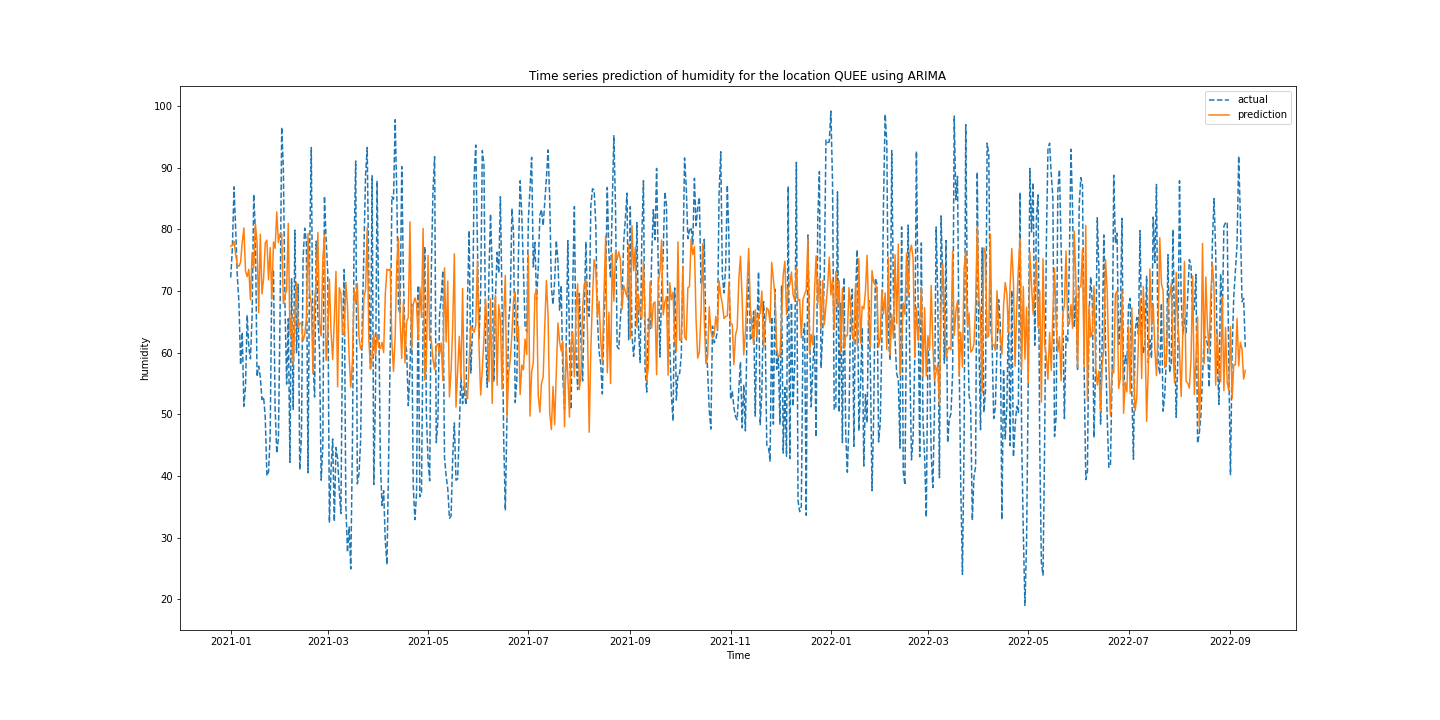 Time series prediction of humidity for the location QUEE using ARIMA
actual
prediction
100
90
80
70
60
50
40
30
20
humidity
2021-01 2021-03 2021-05 2021-07 2021-09 2021-11 2022-01 2022-03 2022-05 2022-07 2022-09
Time